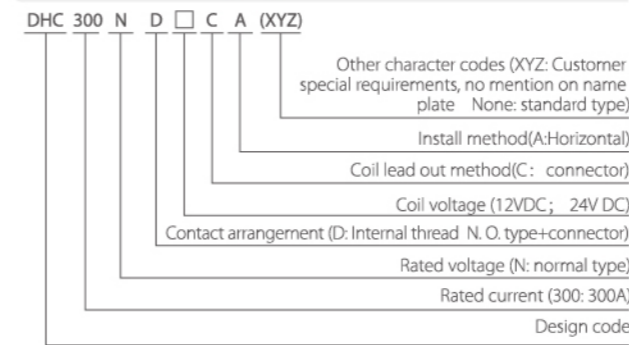 DHC 300 N D □ C A (XYZ)
Other character codes (XYZ: Customer
special requirements, no mention on name
plate None: standard type)
Install method(A:Horizontal)
Coil lead out method(C: connector)
Coil voltage (12VDC; 24V DC)
Contact arrangement (D: Internal thread N. O. type+connector)
Rated voltage (N: normal type)
Rated current (300: 300A)
Design code